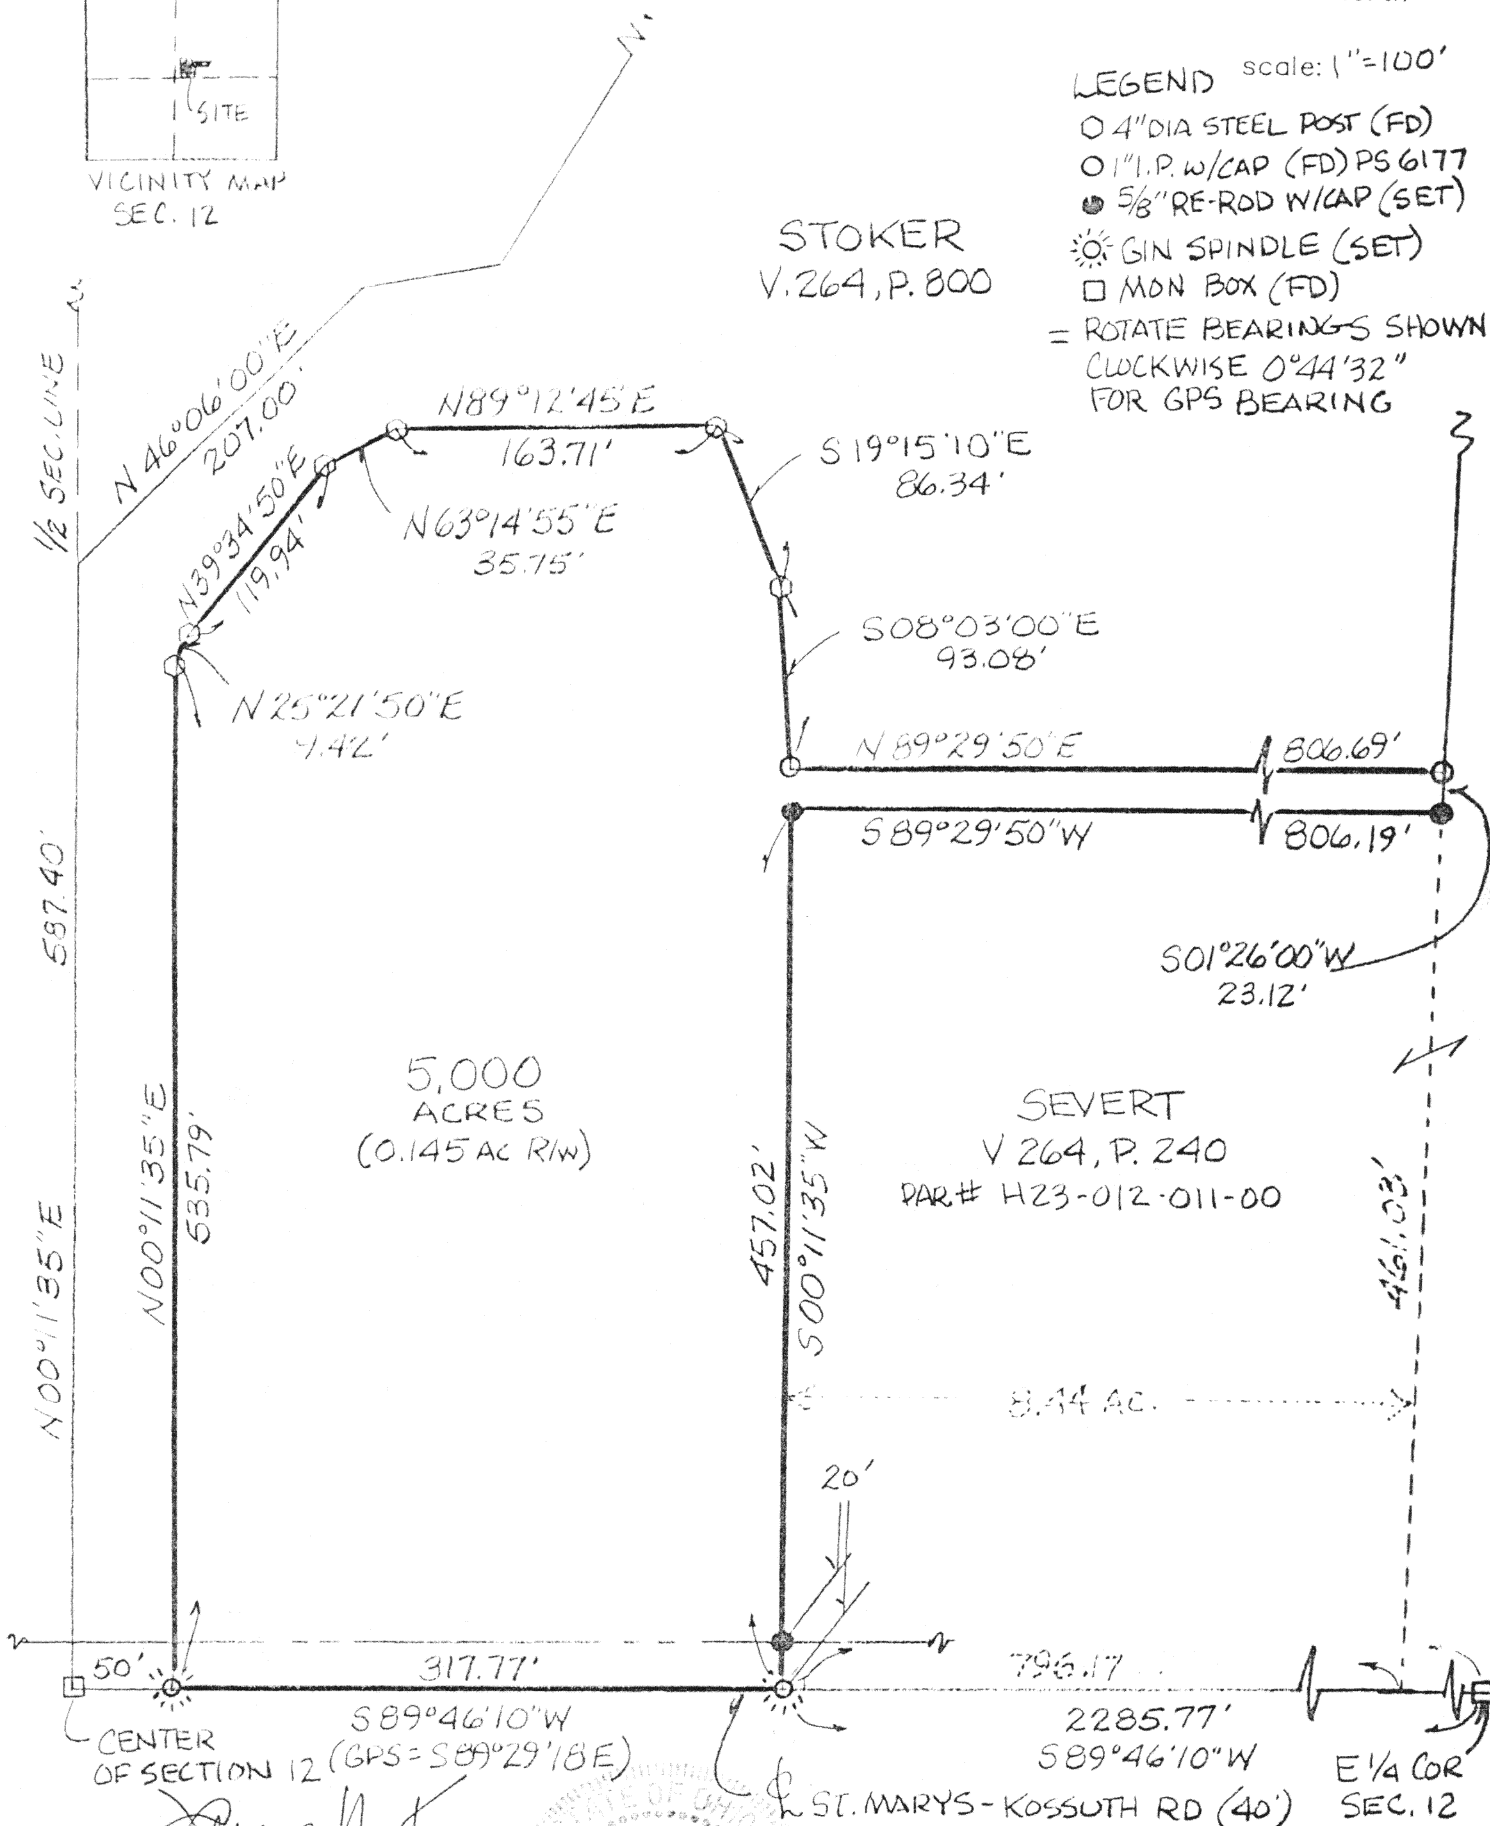 scale: 1"=100'
LEGEND
4"DIA STEEL POST (FD)
1"I.P. W/CAP (FD) PS 6177
5/8" RE-ROD W/CAP (SET)
GIN SPINDLE (SET)
MON BOX (FD)
= ROTATE BEARINGS SHOWN
CLOCKWISE 0°44'32"
FOR GPS BEARING
SITE
VICINITY MAP
SEC. 12
STOKER
V.264, P. 800
1/2 SEC. LINE
N 46°06'00"E
207.00'
N89°12'45"E
163.71'
S19°15'10"E
86.34'
N39°34'50"E
119.94'
N63°14'55"E
35.75'
S08°03'00"E
93.08'
N25°21'50"E
9.42'
N89°29'50"E
806.69'
S89°29'50"W
806.19'
587.40'
N00°11'35"E
S01°26'00"W
23.12'
5,000
ACRES
(0.145 AC R/W)
N00°11'35"E
535.79'
457.02'
S00°11'35"W
SEVERT
V 264, P. 240
PAR# H23-012-011-00
461.03'
8.44 AC.
20'
50'
317.77'
796.17
S89°46'10"W
(GPS=S89°29'18E)
2285.77'
S89°46'10"W
CENTER
OF SECTION 12
E 1/4 COR
SEC. 12
℄ ST. MARYS-KOSSUTH RD (40')
STATE OF OHIO